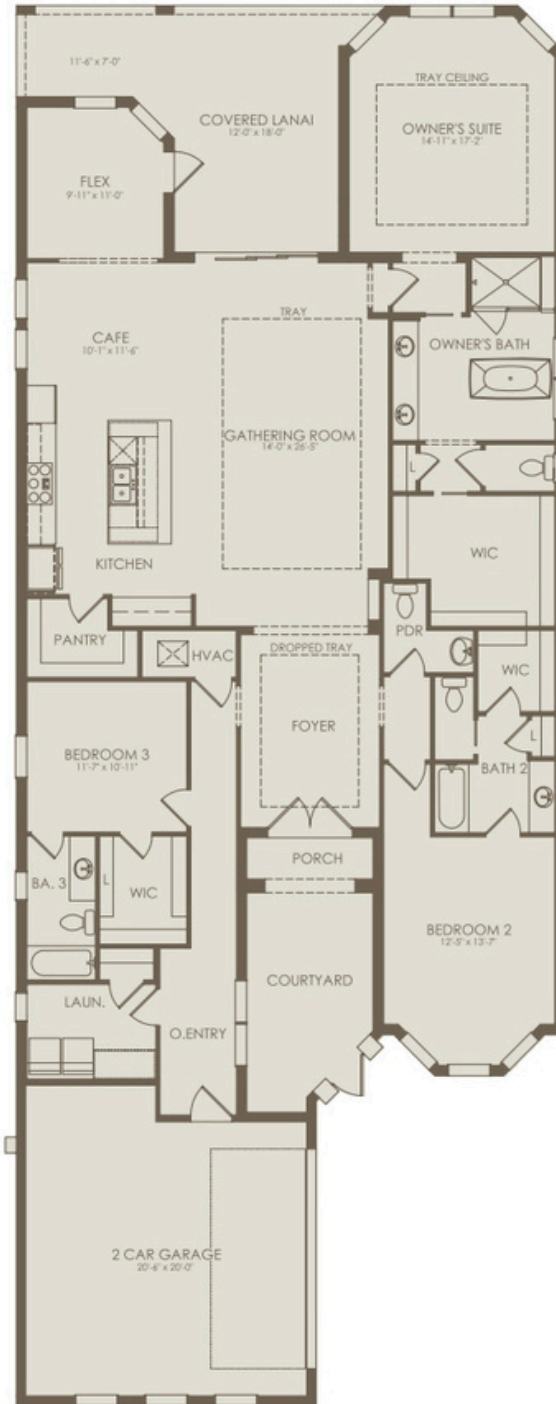 11'-6" x 7'-0"
TRAY CEILING
COVERED LANAI
12'-0" x 18'-0"
OWNER'S SUITE
14'-11" x 17'-2"
FLEX
9'-11" x 11'-0"
TRAY
CAFE
10'-1" x 11'-6"
OWNER'S BATH
GATHERING ROOM
14'-0" x 26'-5"
L
WIC
KITCHEN
PDR
PANTRY
HVAC
DROPPED TRAY
WIC
FOYER
L
BEDROOM 3
11'-7" x 10'-11"
BATH 2
PORCH
BA. 3
L
WIC
BEDROOM 2
12'-5" x 13'-7"
COURTYARD
LAUN.
O.ENTRY
2 CAR GARAGE
20'-6" x 20'-0"